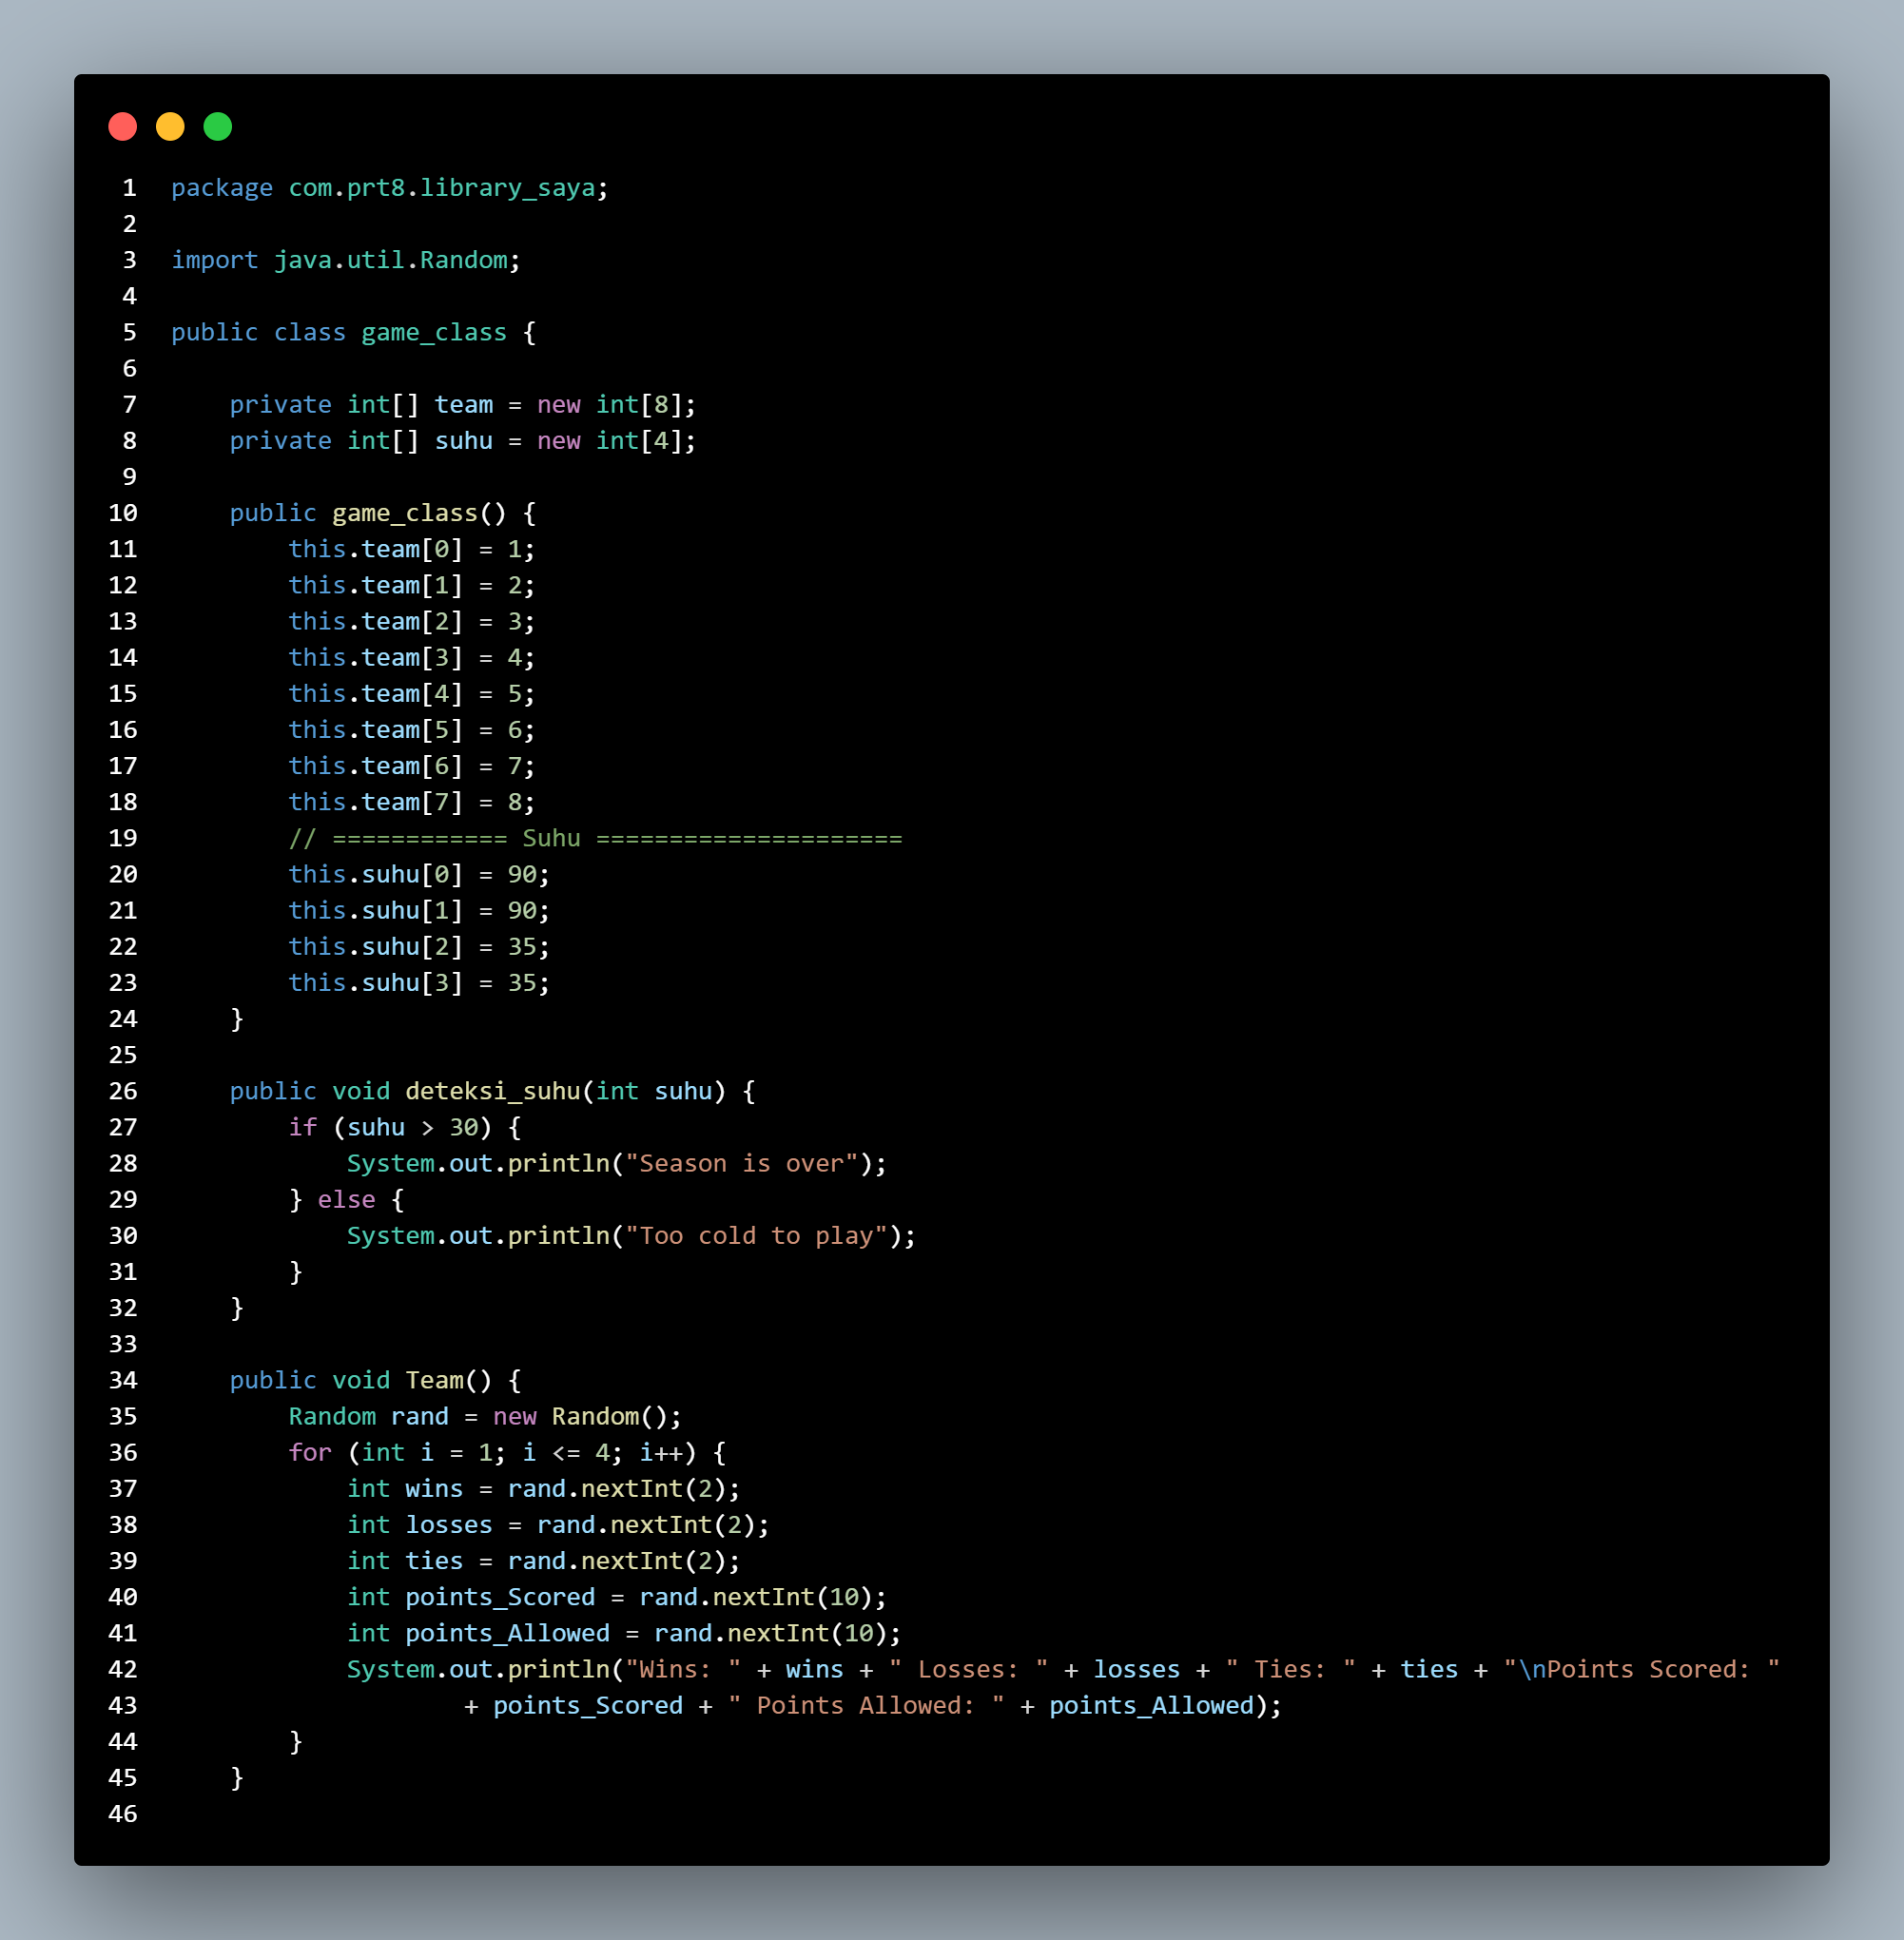 1 package com.prt8.library_saya;
2
3 import java.util.Random;
4
5 public class game_class {
6
7     private int[] team = new int[8];
8     private int[] suhu = new int[4];
9
10     public game_class() {
11         this.team[0] = 1;
12         this.team[1] = 2;
13         this.team[2] = 3;
14         this.team[3] = 4;
15         this.team[4] = 5;
16         this.team[5] = 6;
17         this.team[6] = 7;
18         this.team[7] = 8;
19         // ============ Suhu =====================
20         this.suhu[0] = 90;
21         this.suhu[1] = 90;
22         this.suhu[2] = 35;
23         this.suhu[3] = 35;
24     }
25
26     public void deteksi_suhu(int suhu) {
27         if (suhu > 30) {
28             System.out.println("Season is over");
29         } else {
30             System.out.println("Too cold to play");
31         }
32     }
33
34     public void Team() {
35         Random rand = new Random();
36         for (int i = 1; i <= 4; i++) {
37             int wins = rand.nextInt(2);
38             int losses = rand.nextInt(2);
39             int ties = rand.nextInt(2);
40             int points_Scored = rand.nextInt(10);
41             int points_Allowed = rand.nextInt(10);
42             System.out.println("Wins: " + wins + " Losses: " + losses + " Ties: " + ties + "\nPoints Scored: "
43                     + points_Scored + " Points Allowed: " + points_Allowed);
44         }
45     }
46